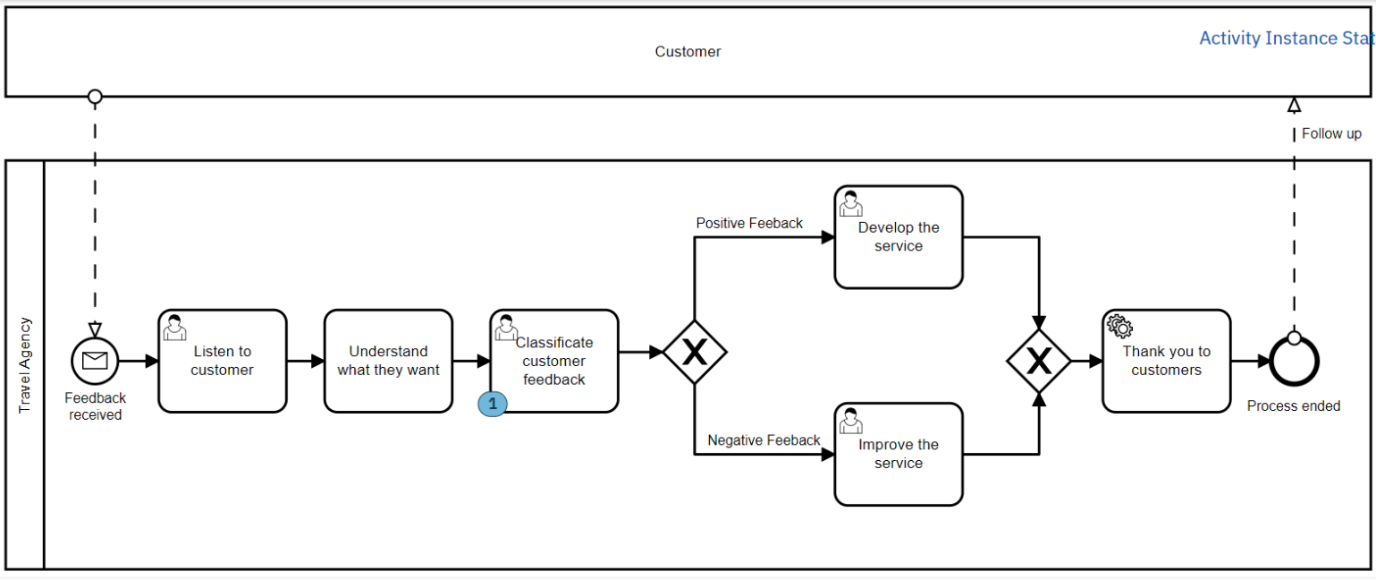 Customer
Activity Instance Stat
Follow up
Travel Agency
Feedback
received
Listen to
customer
Understand
what they want
Classificate
customer
feedback
1
X
Positive Feeback
Negative Feeback
Develop the
service
Improve the
service
X
Thank you to
customers
Process ended